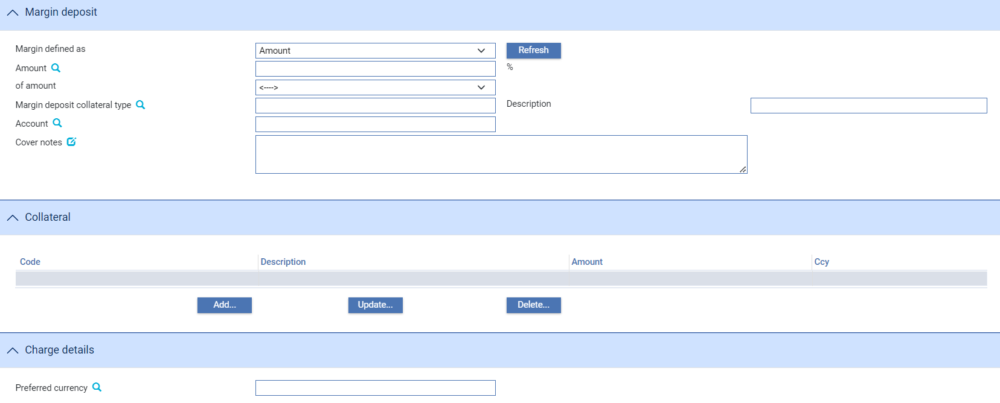 Margin deposit
Margin defined as Amount Refresh
Amount %
of amount <---->
Margin deposit collateral type Description
Account
Cover notes
Collateral
Code Description Amount Ccy
Add... Update... Delete...
Charge details
Preferred currency